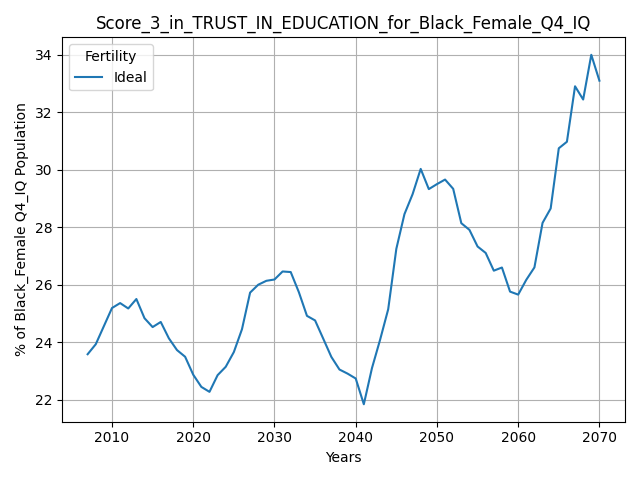 Score_3_in_TRUST_IN_EDUCATION_for_Black_Female_Q4_IQ
Fertility
Ideal
% of Black_Female Q4_IQ Population
34
32
30
28
26
24
22
2010 2020 2030 2040 2050 2060 2070
Years